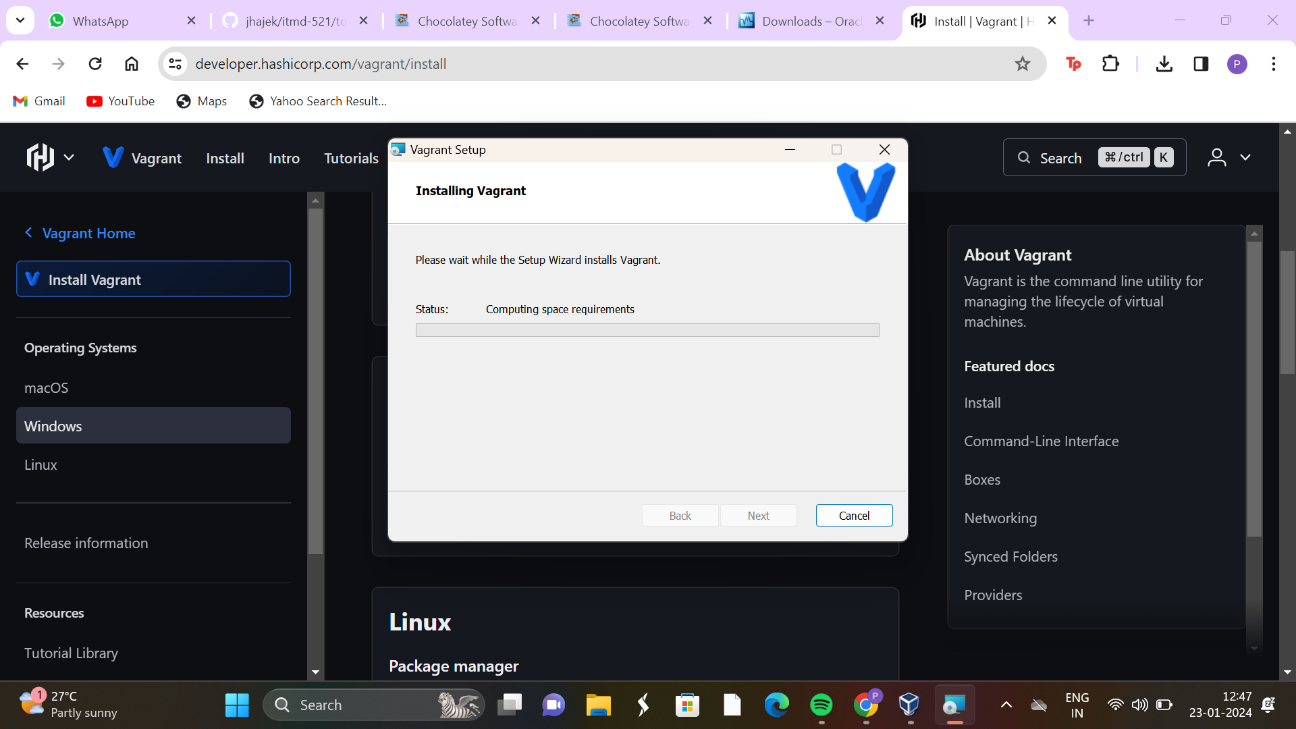 WhatsApp
jhajek/itmd-521/to
Chocolatey Softwa
Chocolatey Softwa
Downloads – Orac
Install | Vagrant | H
developer.hashicorp.com/vagrant/install
Tp
P
Gmail
YouTube
Maps
Yahoo Search Result...
Vagrant
Install
Intro
Tutorials
Search
⌘/ctrl
K
Vagrant Home
Install Vagrant
Operating Systems
macOS
Windows
Linux
Release information
Resources
Tutorial Library
Vagrant Setup
Installing Vagrant
Please wait while the Setup Wizard installs Vagrant.
Status: Computing space requirements
Back
Next
Cancel
Linux
Package manager
About Vagrant
Vagrant is the command line utility for
managing the lifecycle of virtual
machines.
Featured docs
Install
Command-Line Interface
Boxes
Networking
Synced Folders
Providers
1
27°C
Partly sunny
Search
P
ENG
IN
12:47
23-01-2024